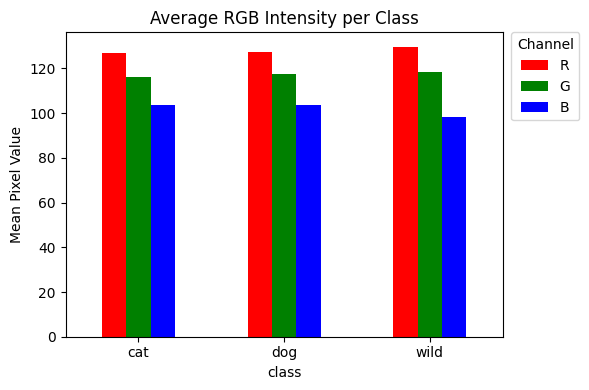 Average RGB Intensity per Class
Channel
R
G
B
Mean Pixel Value
120
100
80
60
40
20
0
cat dog wild
class